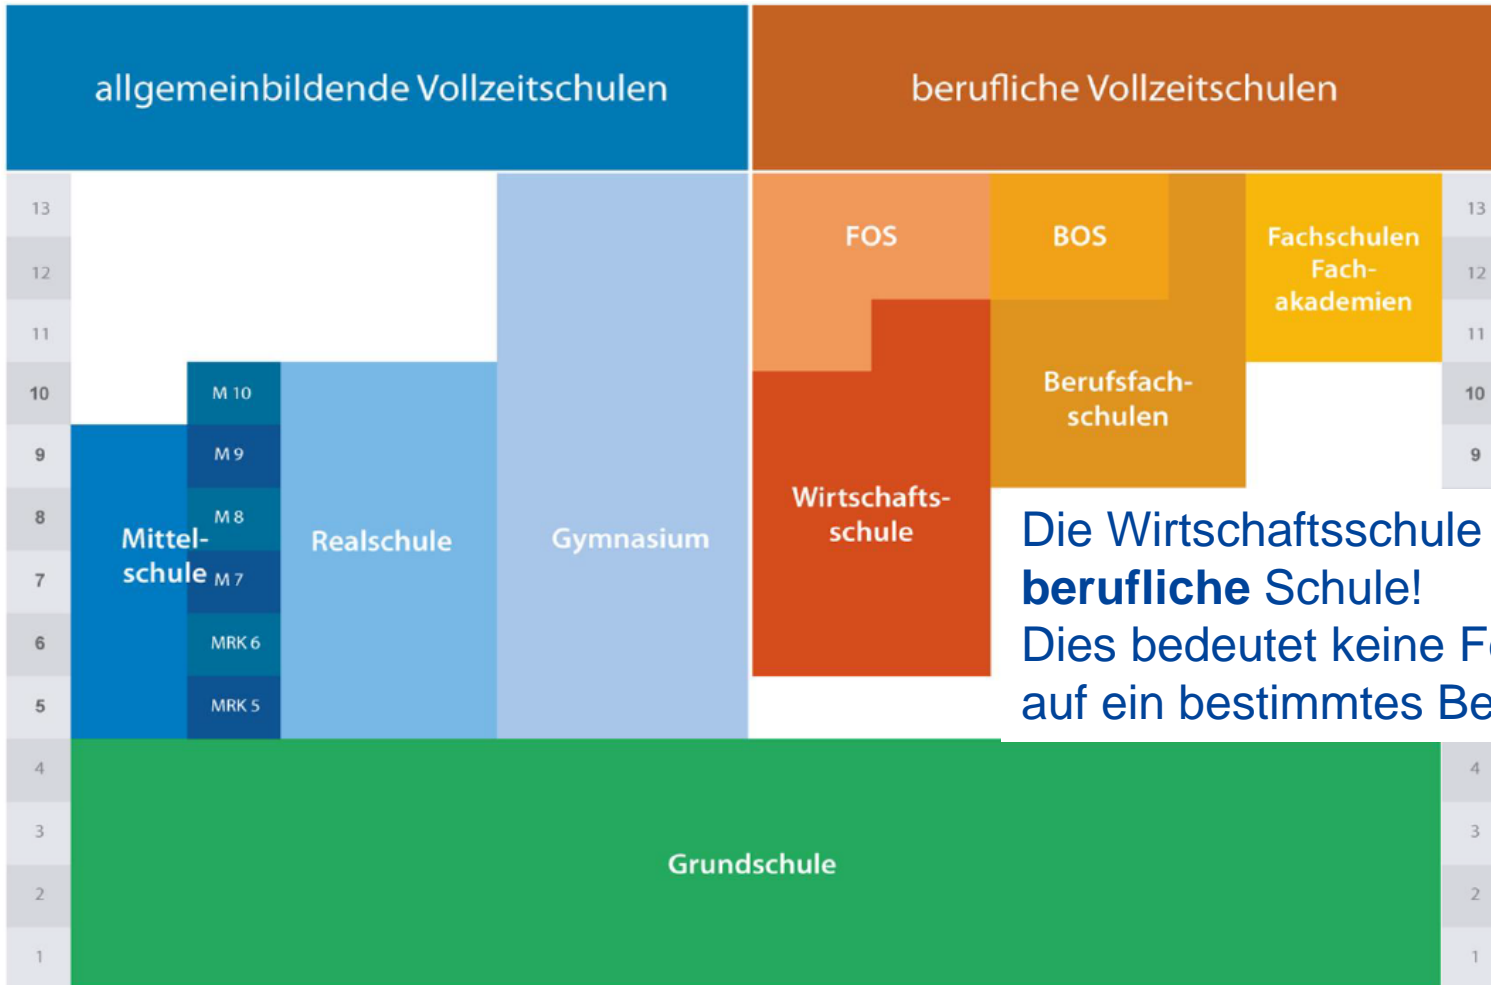 allgemeinbildende Vollzeitschulen
berufliche Vollzeitschulen
13
12
11
10
9
8
7
6
5
4
3
2
1
M 10
M 9
M 8
M 7
MRK 6
MRK 5
Mittel-
schule
Realschule
Gymnasium
FOS
BOS
Fachschulen
Fach-
akademien
Berufsfach-
schulen
Wirtschafts-
schule
Die Wirtschaftsschule
berufliche Schule!
Dies bedeutet keine
auf ein bestimmtes
Grundschule
13
12
11
10
9
4
3
2
1